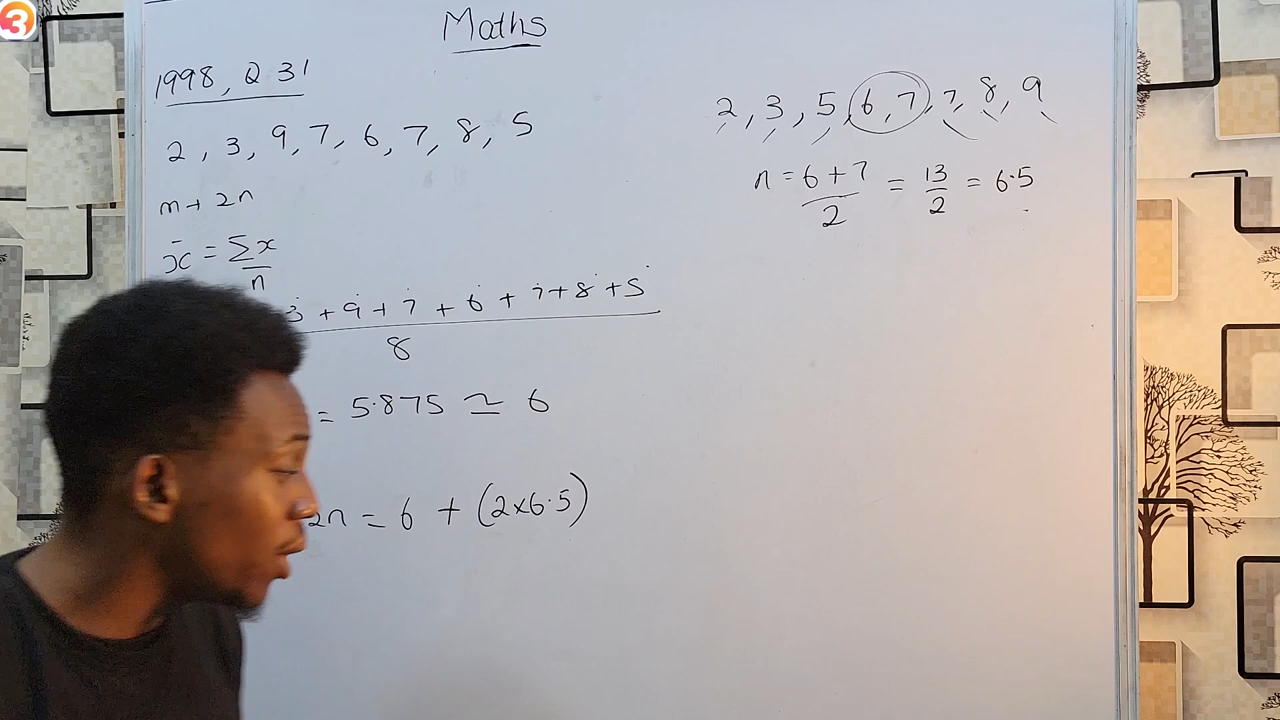 3
Maths
1998, Q 31
2, 3, 9, 7, 6, 7, 8, 5
m + 2n
x̄ = Σx
n
3 + 9 + 7 + 6 + 7 + 8 + 5
8
= 5.875 ≃ 6
2n = 6 + (2×6.5)
2, 3, 5, 6, 7, 7, 8, 9
n = 6 + 7 = 13 = 6.5
2 2